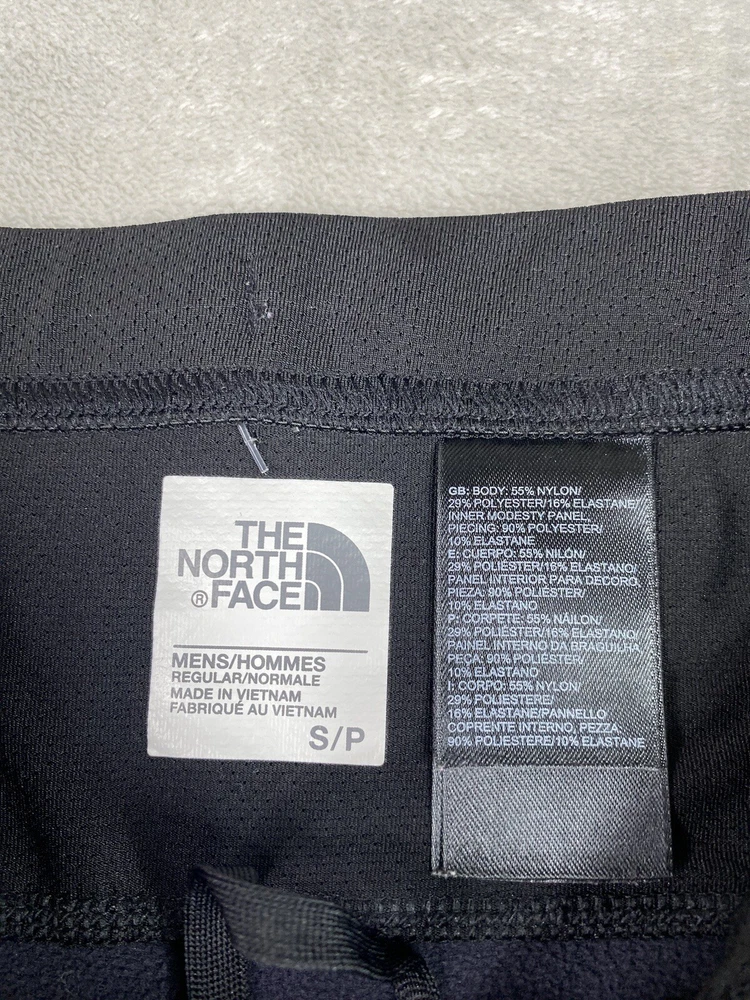 THE
NORTH
® FACE
MENS/HOMMES
REGULAR/NORMALE
MADE IN VIETNAM
FABRIQUÉ AU VIETNAM
S/P
GB: BODY: 55% NYLON/
29% POLYESTER/16% ELASTANE
INNER MODESTY PANEL,
PIECING: 90% POLYESTER/
10% ELASTANE
E: CUERPO: 55% NILÓN/
29% POLIÉSTER/16% ELASTANO/
PANEL INTERIOR PARA DECORO,
PIEZA: 90% POLIÉSTER/
10% ELASTANO
P: CORPETE: 55% NÁILON/
29% POLIÉSTER/16% ELASTANO
PAINEL INTERNO DA BRAGUILHA
PEÇA: 90% POLIÉSTER/
10% ELASTANO
I: CORPO: 55% NYLON/
29% POLIESTERE/
16% ELASTANE/PANNELLO
COPRENTE INTERNO, PEZZA:
90% POLIESTERE/10% ELASTANE